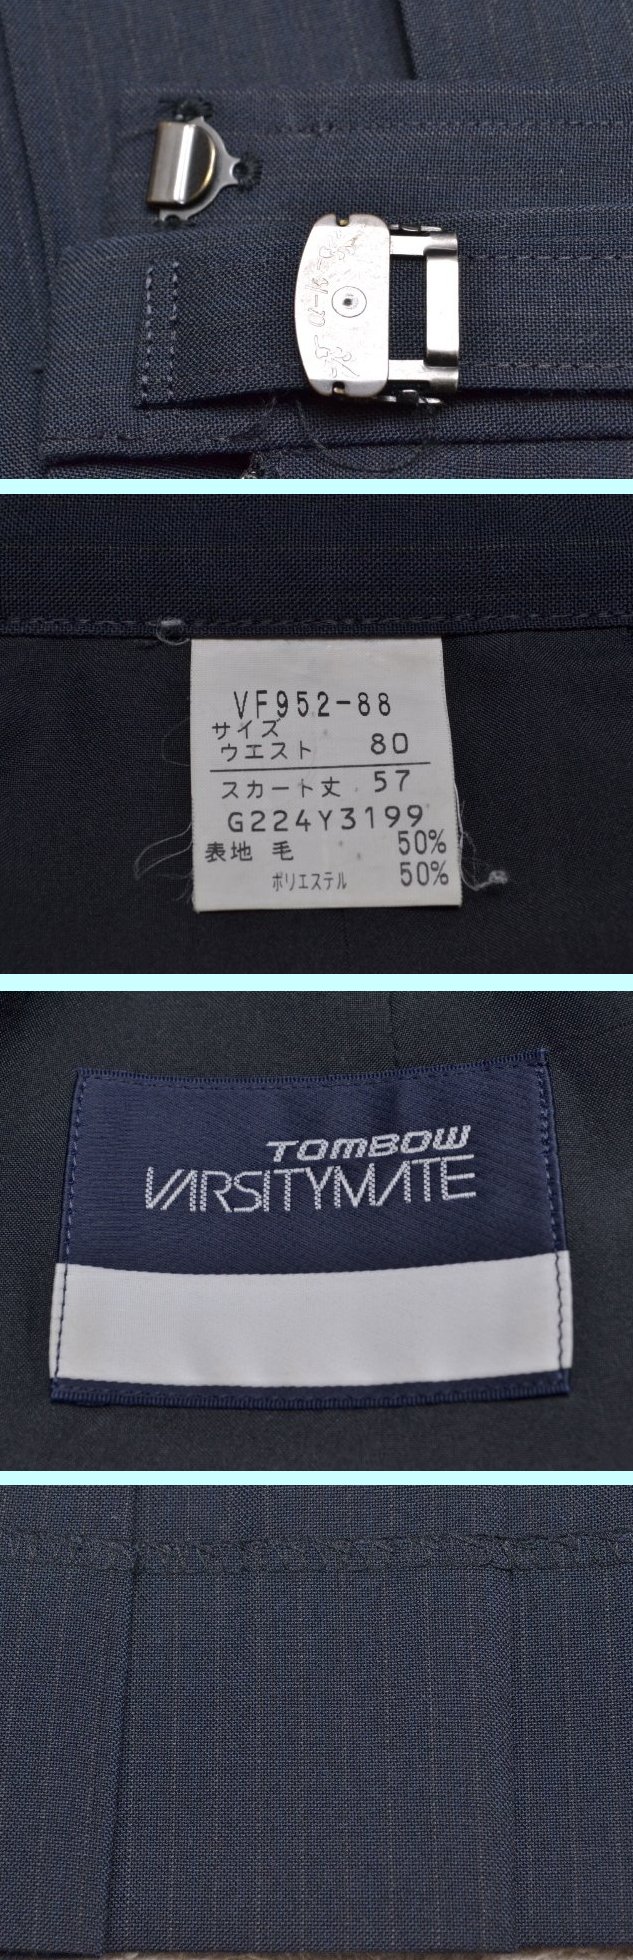 VF952-88
サイズ
ウエスト 80
スカート丈 57
G224Y3199
表地 毛 50%
ポリエステル 50%
TOMBOW
VARSITYMATE